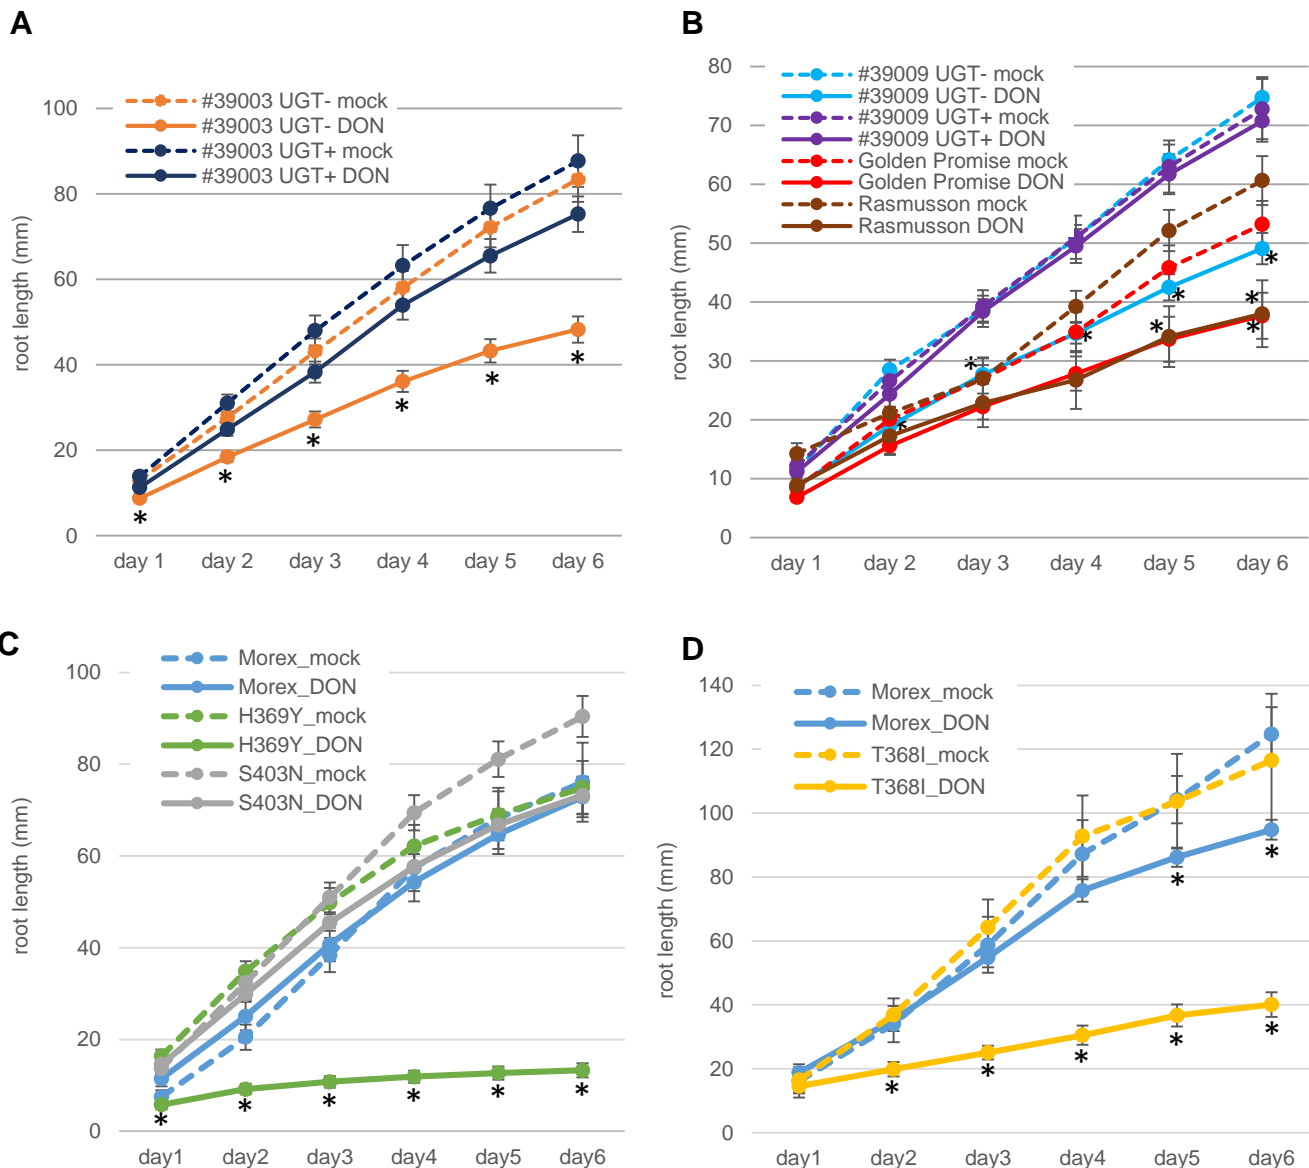 A
#39003 UGT- mock
#39003 UGT- DON
#39003 UGT+ mock
#39003 UGT+ DON
root length (mm)
100
80
60
40
20
0
*
*
*
*
*
*
day 1 day 2 day 3 day 4 day 5 day 6
B
#39009 UGT- mock
#39009 UGT- DON
#39009 UGT+ mock
#39009 UGT+ DON
Golden Promise mock
Golden Promise DON
Rasmusson mock
Rasmusson DON
root length (mm)
80
70
60
50
40
30
20
10
0
*
*
*
*
*
*
*
*
day 1 day 2 day 3 day 4 day 5 day 6
C
Morex_mock
Morex_DON
H369Y_mock
H369Y_DON
S403N_mock
S403N_DON
root length (mm)
100
80
60
40
20
0
*
*
*
*
*
*
day1 day2 day3 day4 day5 day6
D
Morex_mock
Morex_DON
T368I_mock
T368I_DON
root length (mm)
140
120
100
80
60
40
20
0
*
*
*
*
*
*
*
day1 day2 day3 day4 day5 day6